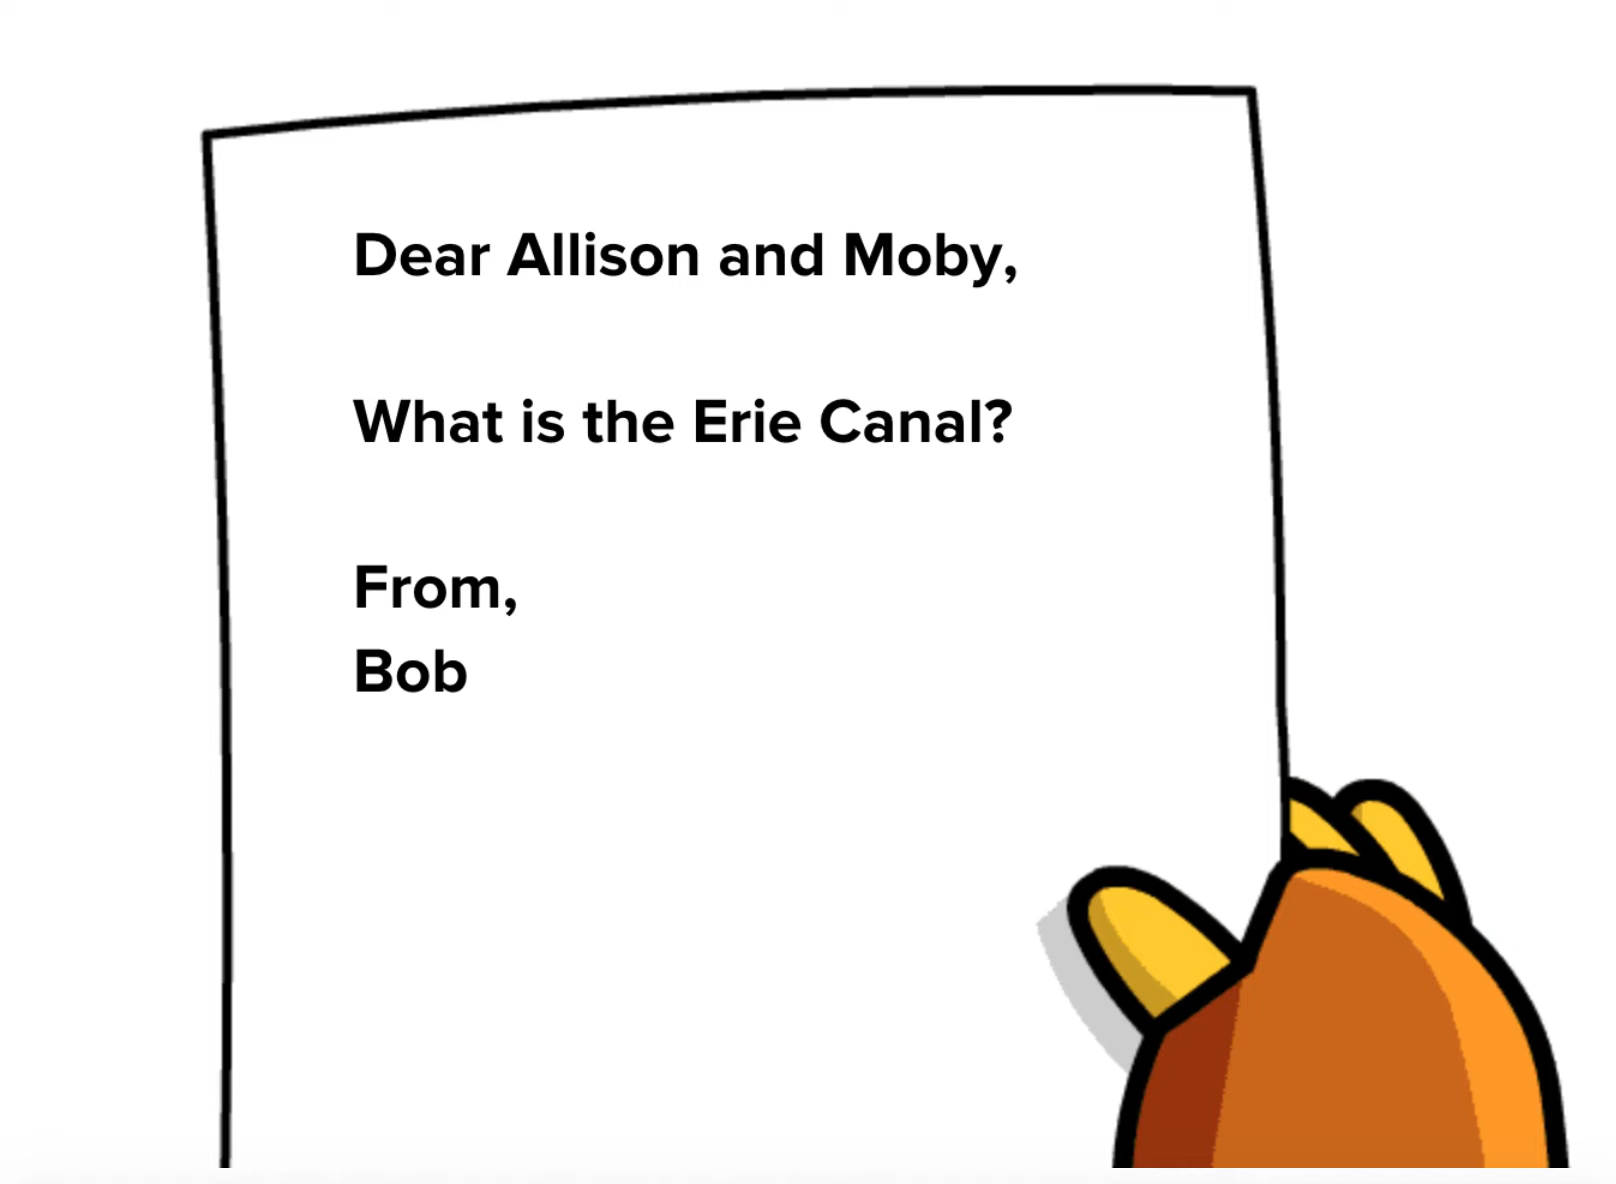 Dear Allison and Moby,
What is the Erie Canal?
From,
Bob